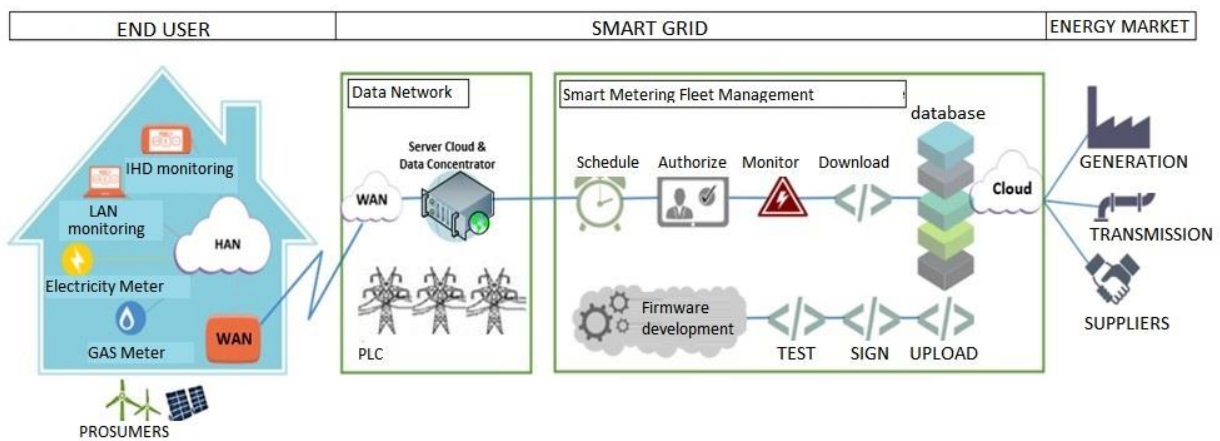 END USER
SMART GRID
ENERGY MARKET
Data Network
Smart Metering Fleet Management
database
Server Cloud &
Data Concentrator
IHD monitoring
Schedule
Authorize
Monitor
Download
GENERATION
WAN
Cloud
LAN
monitoring
HAN
TRANSMISSION
Electricity Meter
Firmware
development
WAN
GAS Meter
PLC
TEST
SIGN
UPLOAD
SUPPLIERS
PROSUMERS